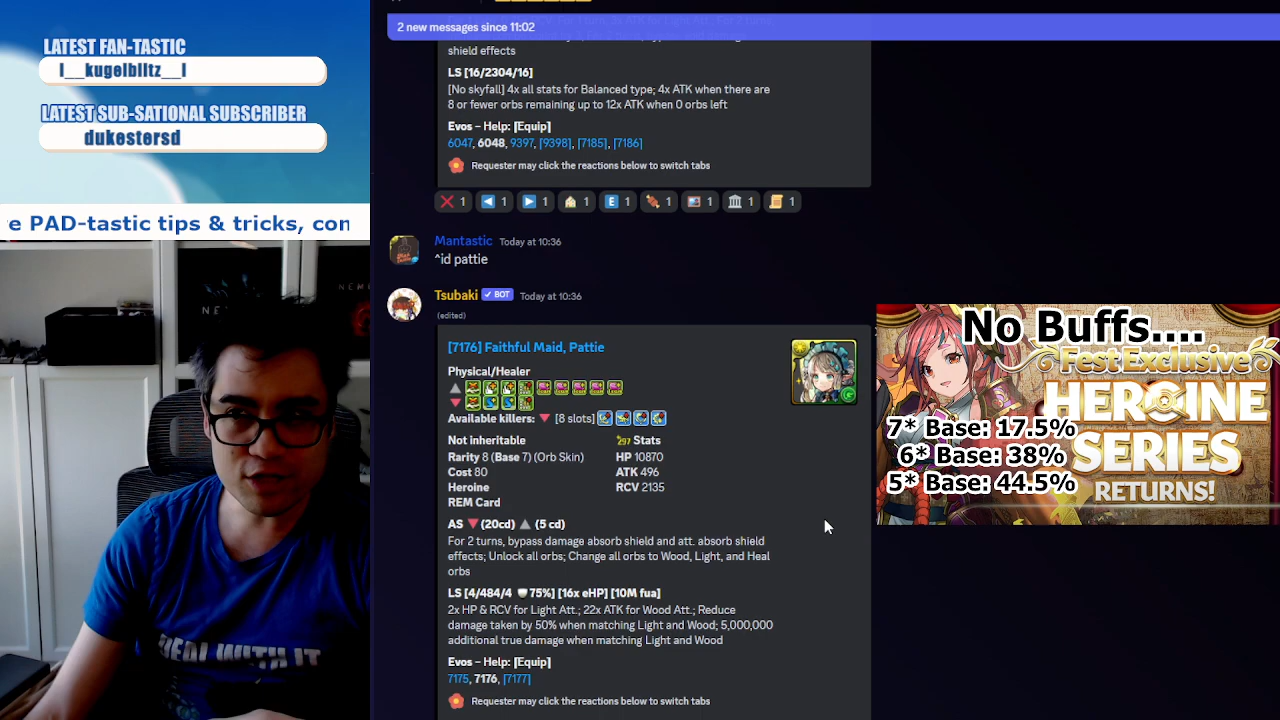 LATEST FAN-TASTIC
l__kugelblitz__l
LATEST SUB-SATIONAL SUBSCRIBER
dukestersd
e PAD-tastic tips & tricks, con
2 new messages since 11:02
shield effects
LS [16/2304/16]
[No skyfall] 4x all stats for Balanced type; 4x ATK when there are
8 or fewer orbs remaining up to 12x ATK when 0 orbs left
Evos – Help: [Equip]
6047, 6048, 9397, [9398], [7185], [7186]
Requester may click the reactions below to switch tabs
1 1 1 1 E 1 1 1 1 1
Mantastic Today at 10:36
^id pattie
Tsubaki ✓ BOT Today at 10:36
(edited)
[7176] Faithful Maid, Pattie
Physical/Healer
Available killers: [8 slots]
Not inheritable
Rarity 8 (Base 7) (Orb Skin)
Cost 80
Heroine
REM Card
297 Stats
HP 10870
ATK 496
RCV 2135
AS (20cd) (5 cd)
For 2 turns, bypass damage absorb shield and att. absorb shield
effects; Unlock all orbs; Change all orbs to Wood, Light, and Heal
orbs
LS [4/484/4 75%] [16x eHP] [10M fua]
2x HP & RCV for Light Att.; 22x ATK for Wood Att.; Reduce
damage taken by 50% when matching Light and Wood; 5,000,000
additional true damage when matching Light and Wood
Evos – Help: [Equip]
7175, 7176, [7177]
Requester may click the reactions below to switch tabs
No Buffs....
Fest Exclusive
HEROINE
SERIES
RETURNS!
7* Base: 17.5%
6* Base: 38%
5* Base: 44.5%
DEAL WITH IT